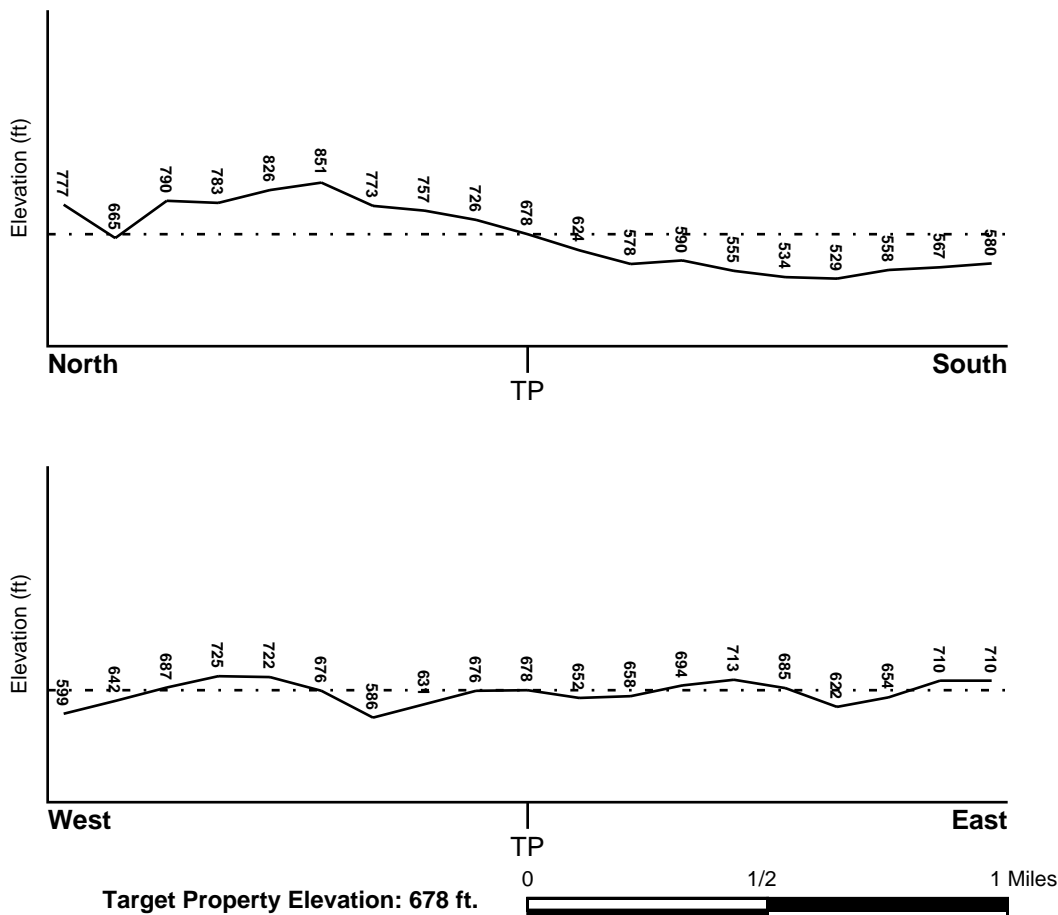 Elevation (ft)
777 665 790 783 826 851 773 757 726 678 624 578 590 555 534 529 558 567 580
North South
TP
Elevation (ft)
599 642 687 725 722 676 586 631 676 678 652 658 694 713 685 622 654 710 710
West East
TP
Target Property Elevation: 678 ft.
0 1/2 1 Miles